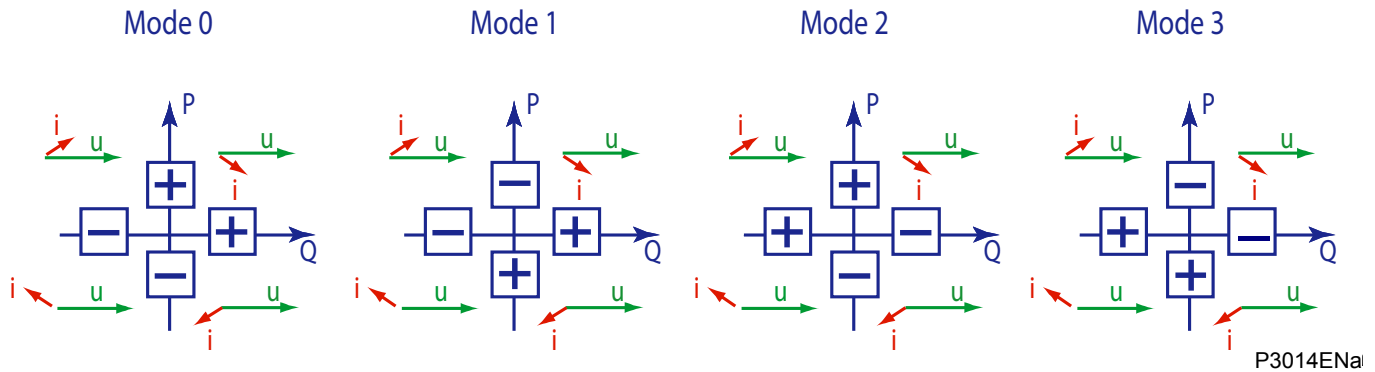 Mode 0 Mode 1 Mode 2 Mode 3
P P P P
i u u i u u i u u i u u
+ i − i + i − i
− + Q − + Q + − Q + − Q
− + − +
i u u i u u i u u i u u
i i i i
P3014ENa